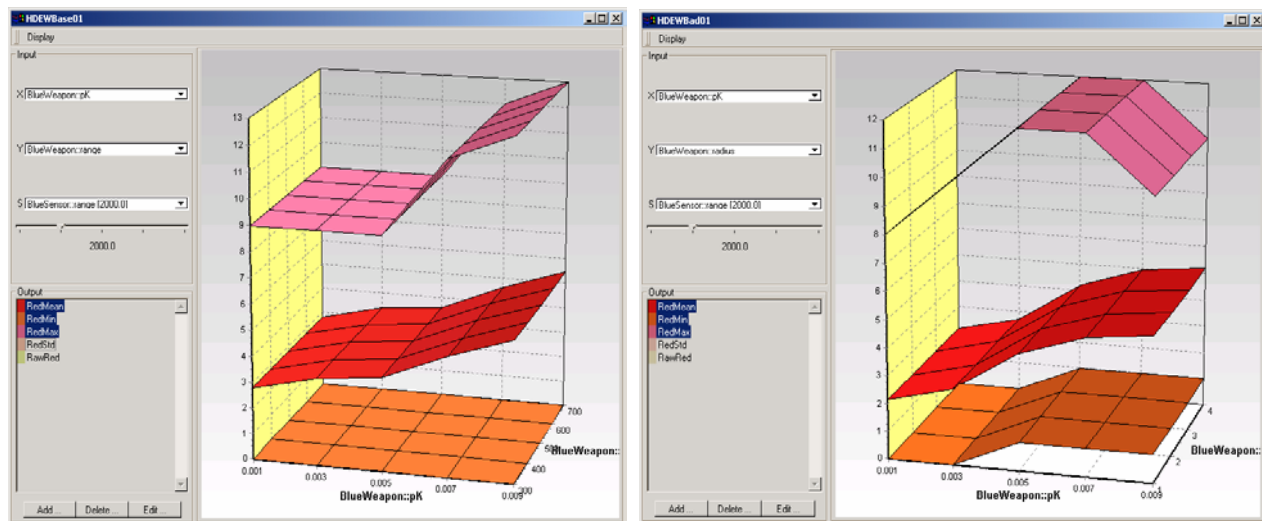 HDEWBase01
Display
Input
X BlueWeapon::pK
Y BlueWeapon::range
S BlueSensor::range [2000.0]
2000.0
Output
RedMean
RedMin
RedMax
RedStd
RawRed
Add ...
Delete ...
Edit ...
13
12
11
10
9
8
7
6
5
4
3
2
1
0
0.001
0.003
0.005
0.007
0.009
BlueWeapon::pK
300
400
500
600
700
BlueWeapon::
HDEWBad01
Display
Input
X BlueWeapon::pK
Y BlueWeapon::radius
S BlueSensor::range [2000.0]
2000.0
Output
RedMean
RedMin
RedMax
RedStd
RawRed
Add ...
Delete ...
Edit ...
12
11
10
9
8
7
6
5
4
3
2
1
0
0.001
0.003
0.005
0.007
0.009
BlueWeapon::pK
1
2
3
4
BlueWeapon::